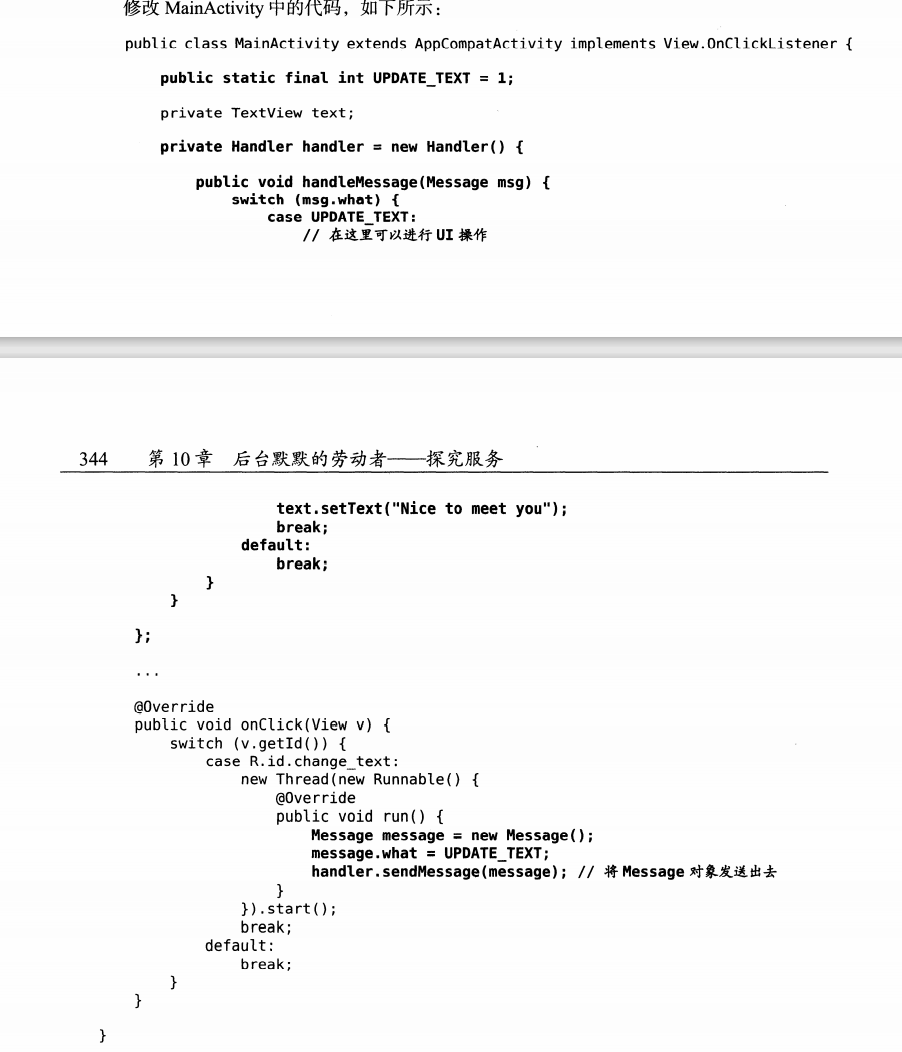 修改 MainActivity 中的代码，如下所示：
public class MainActivity extends AppCompatActivity implements View.OnClickListener {
public static final int UPDATE_TEXT = 1;
private TextView text;
private Handler handler = new Handler() {
public void handleMessage(Message msg) {
switch (msg.what) {
case UPDATE_TEXT:
// 在这里可以进行 UI 操作
344 第 10 章 后台默默的劳动者——探究服务
text.setText("Nice to meet you");
break;
default:
break;
}
}
};
...
@Override
public void onClick(View v) {
switch (v.getId()) {
case R.id.change_text:
new Thread(new Runnable() {
@Override
public void run() {
Message message = new Message();
message.what = UPDATE_TEXT;
handler.sendMessage(message); // 将 Message 对象发送出去
}
}).start();
break;
default:
break;
}
}
}